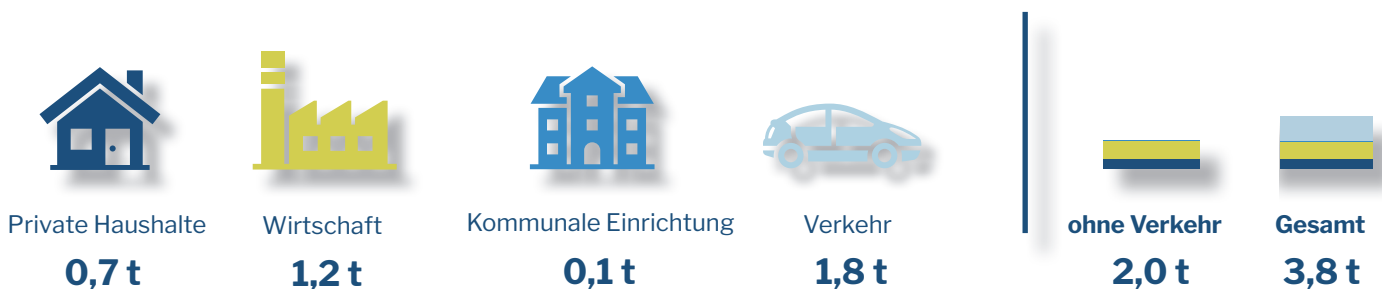 Private Haushalte
0,7 t
Wirtschaft
1,2 t
Kommunale Einrichtung
0,1 t
Verkehr
1,8 t
ohne Verkehr
2,0 t
Gesamt
3,8 t